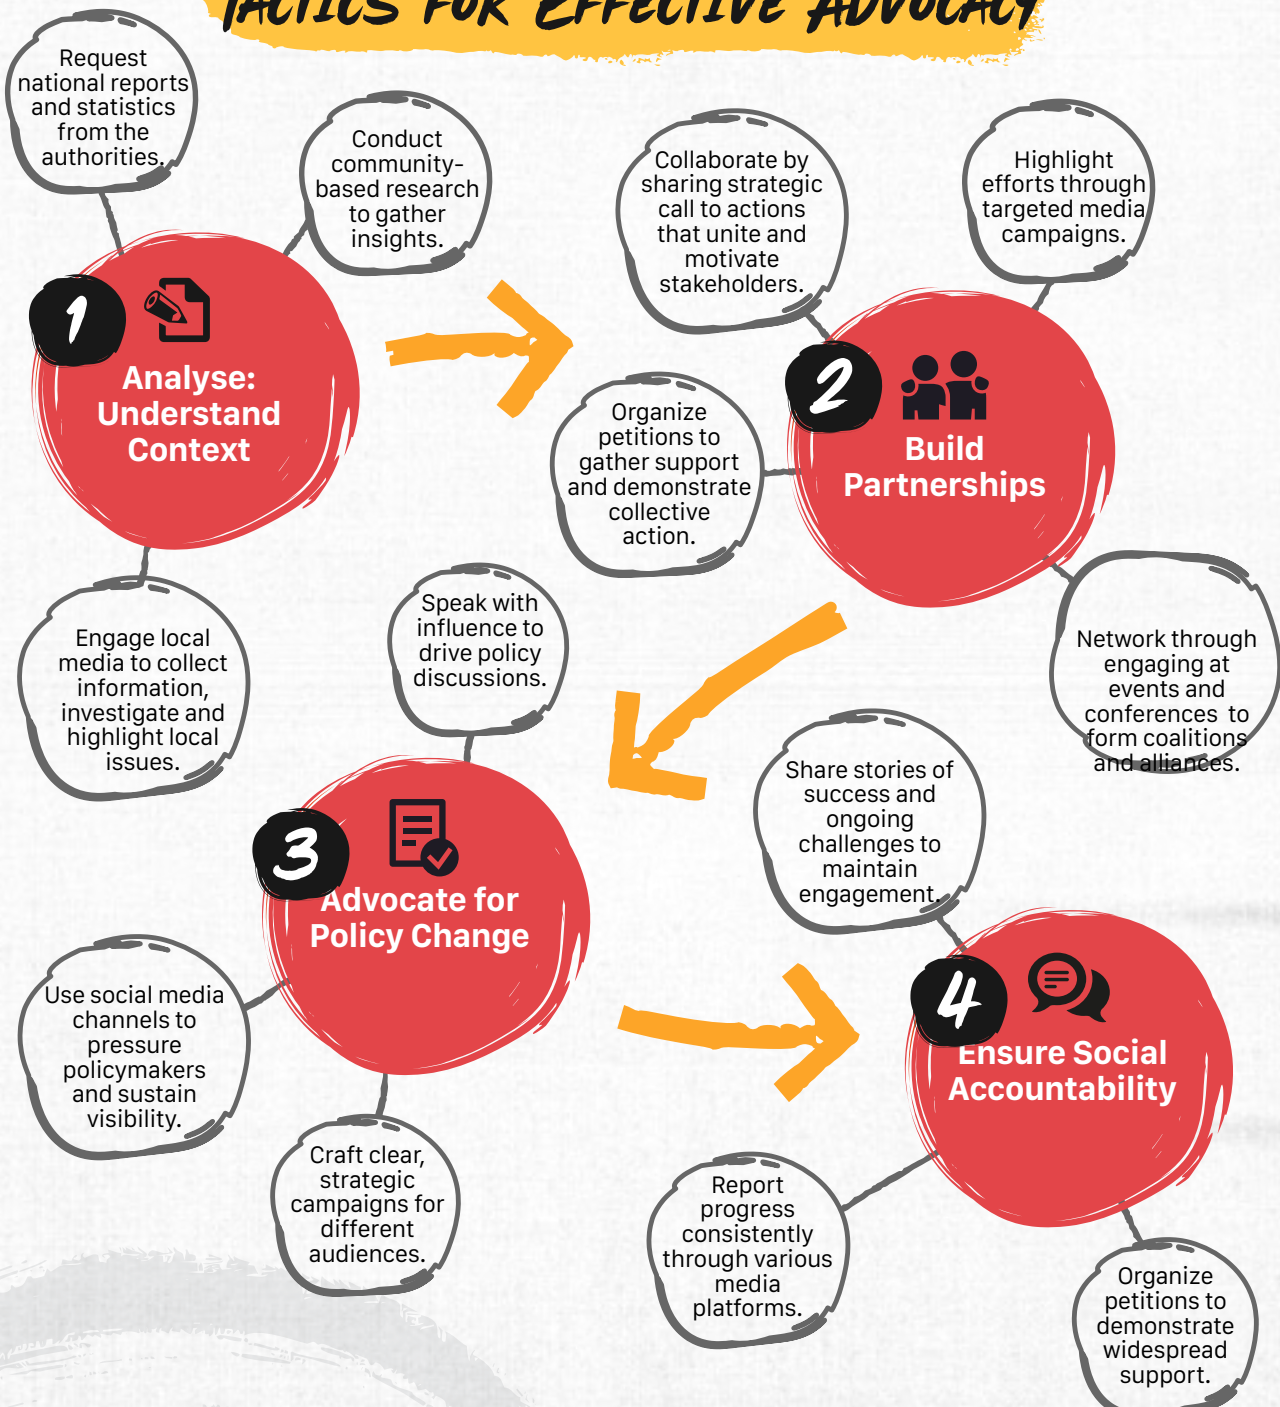 TACTICS FOR EFFECTIVE ADVOCACY
Request
national reports
and statistics
from the
authorities.
Conduct
community-
based research
to gather
insights.
1
Analyse:
Understand
Context
Engage local
media to collect
information,
investigate and
highlight local
issues.
Collaborate by
sharing strategic
call to actions
that unite and
motivate
stakeholders.
Highlight
efforts through
targeted media
campaigns.
2
Build
Partnerships
Organize
petitions to
gather support
and demonstrate
collective
action.
Network through
engaging at
events and
conferences to
form coalitions
and alliances.
Speak with
influence to
drive policy
discussions.
3
Advocate for
Policy Change
Use social media
channels to
pressure
policymakers
and sustain
visibility.
Craft clear,
strategic
campaigns for
different
audiences.
Share stories of
success and
ongoing
challenges to
maintain
engagement.
4
Ensure Social
Accountability
Report
progress
consistently
through various
media
platforms.
Organize
petitions to
demonstrate
widespread
support.